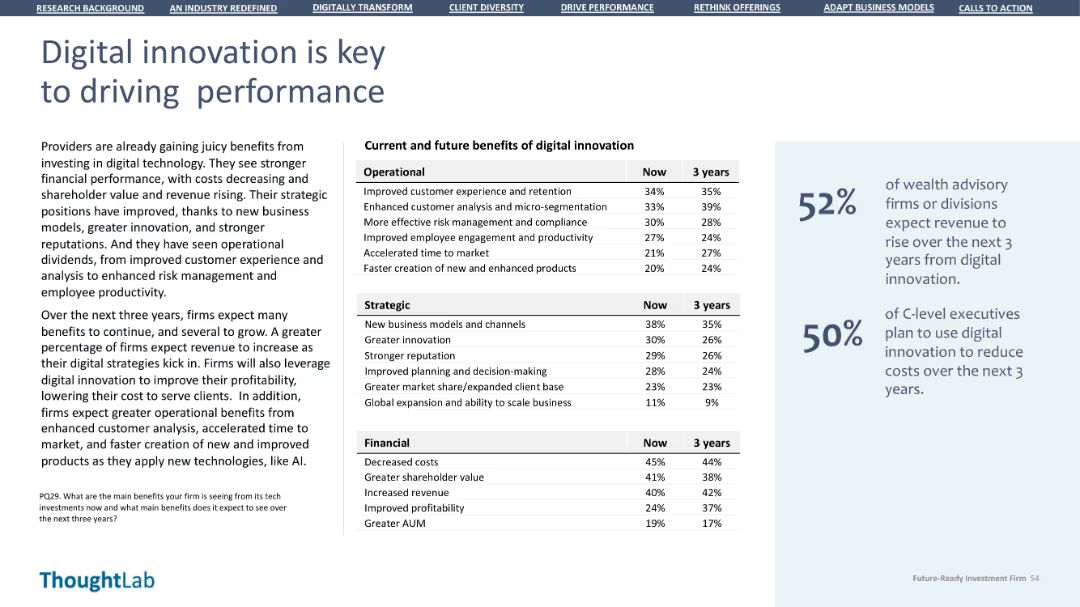 RESEARCH BACKGROUND AN INDUSTRY REDEFINED DIGITALLY TRANSFORM CLIENT DIVERSITY DRIVE PERFORMANCE RETHINK OFFERINGS ADAPT BUSINESS MODELS CALLS TO ACTION
Digital innovation is key
to driving performance
Providers are already gaining juicy benefits from
investing in digital technology. They see stronger
financial performance, with costs decreasing and
shareholder value and revenue rising. Their strategic
positions have improved, thanks to new business
models, greater innovation, and stronger
reputations. And they have seen operational
dividends, from improved customer experience and
analysis to enhanced risk management and
employee productivity.
Over the next three years, firms expect many
benefits to continue, and several to grow. A greater
percentage of firms expect revenue to increase as
their digital strategies kick in. Firms will also leverage
digital innovation to improve their profitability,
lowering their cost to serve clients. In addition,
firms expect greater operational benefits from
enhanced customer analysis, accelerated time to
market, and faster creation of new and improved
products as they apply new technologies, like AI.
PQ29. What are the main benefits your firm is seeing from its tech
investments now and what main benefits does it expect to see over
the next three years?
Current and future benefits of digital innovation
Operational Now 3 years
Improved customer experience and retention 34% 35%
Enhanced customer analysis and micro-segmentation 33% 39%
More effective risk management and compliance 30% 28%
Improved employee engagement and productivity 27% 24%
Accelerated time to market 21% 27%
Faster creation of new and enhanced products 20% 24%
Strategic Now 3 years
New business models and channels 38% 35%
Greater innovation 30% 26%
Stronger reputation 29% 26%
Improved planning and decision-making 28% 24%
Greater market share/expanded client base 23% 23%
Global expansion and ability to scale business 11% 9%
Financial Now 3 years
Decreased costs 45% 44%
Greater shareholder value 41% 38%
Increased revenue 40% 42%
Improved profitability 24% 37%
Greater AUM 19% 17%
52%
of wealth advisory
firms or divisions
expect revenue to
rise over the next 3
years from digital
innovation.
50%
of C-level executives
plan to use digital
innovation to reduce
costs over the next 3
years.
ThoughtLab
Future-Ready Investment Firm 54